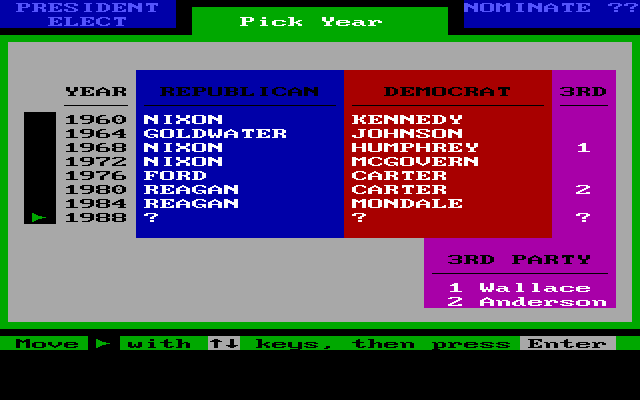 PRESIDENT ELECT
Pick Year
NOMINATE ??
YEAR REPUBLICAN DEMOCRAT 3RD
1960 NIXON KENNEDY
1964 GOLDWATER JOHNSON
1968 NIXON HUMPHREY 1
1972 NIXON MCGOVERN
1976 FORD CARTER
1980 REAGAN CARTER 2
1984 REAGAN MONDALE
► 1988 ? ? ?
3RD PARTY
1 Wallace
2 Anderson
Move ► with ↑↓ keys, then press Enter